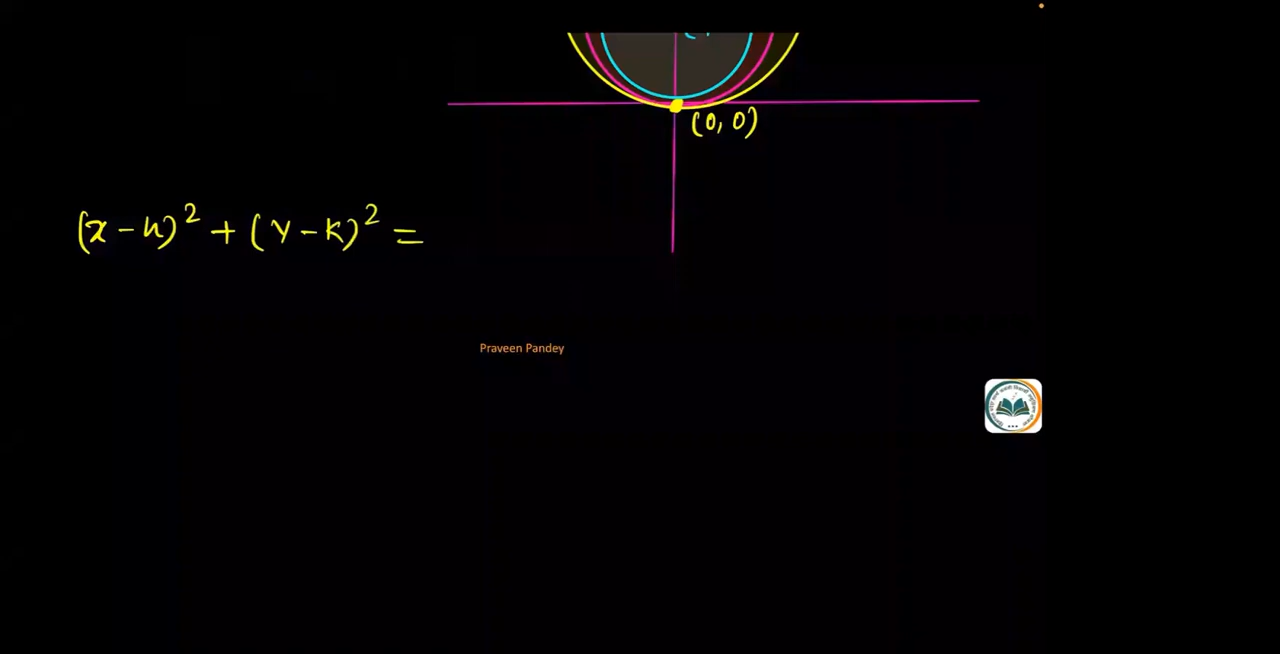 (0, 0)
(x - h)² + (y - k)² =
Praveen Pandey